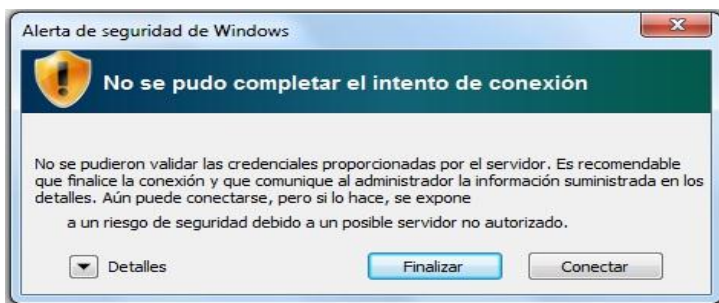 Alerta de seguridad de Windows
No se pudo completar el intento de conexión
No se pudieron validar las credenciales proporcionadas por el servidor. Es recomendable
que finalice la conexión y que comunique al administrador la información suministrada en los
detalles. Aún puede conectarse, pero si lo hace, se expone
a un riesgo de seguridad debido a un posible servidor no autorizado.
Detalles Finalizar Conectar